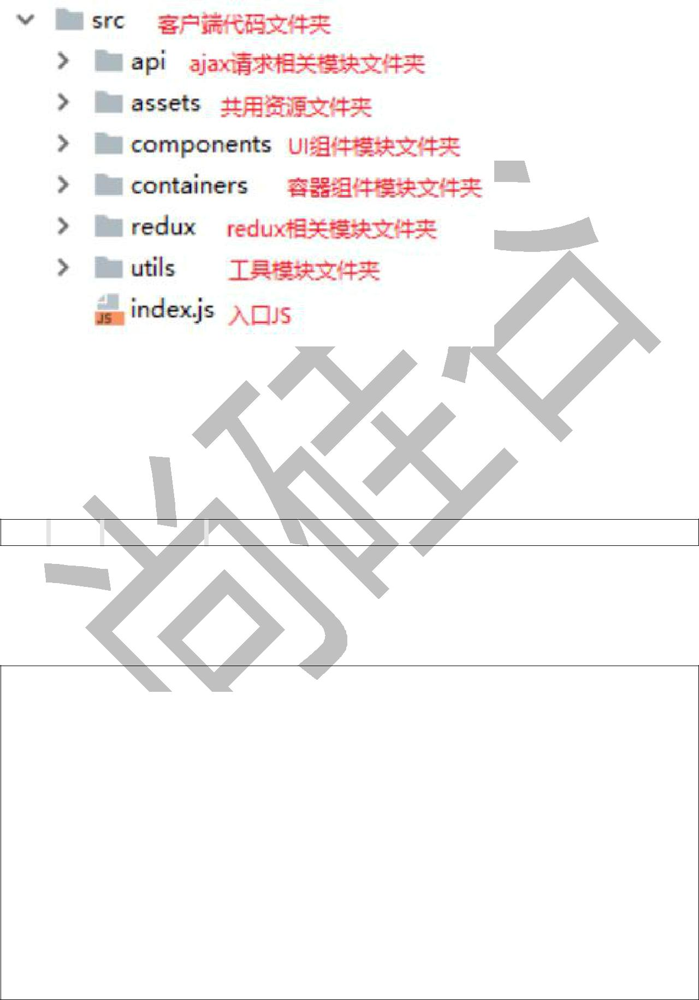 src 客户端代码文件夹
api ajax请求相关模块文件夹
assets 共用资源文件夹
components UI组件模块文件夹
containers 容器组件模块文件夹
redux redux相关模块文件夹
utils 工具模块文件夹
JS index.js 入口JS
尚硅谷